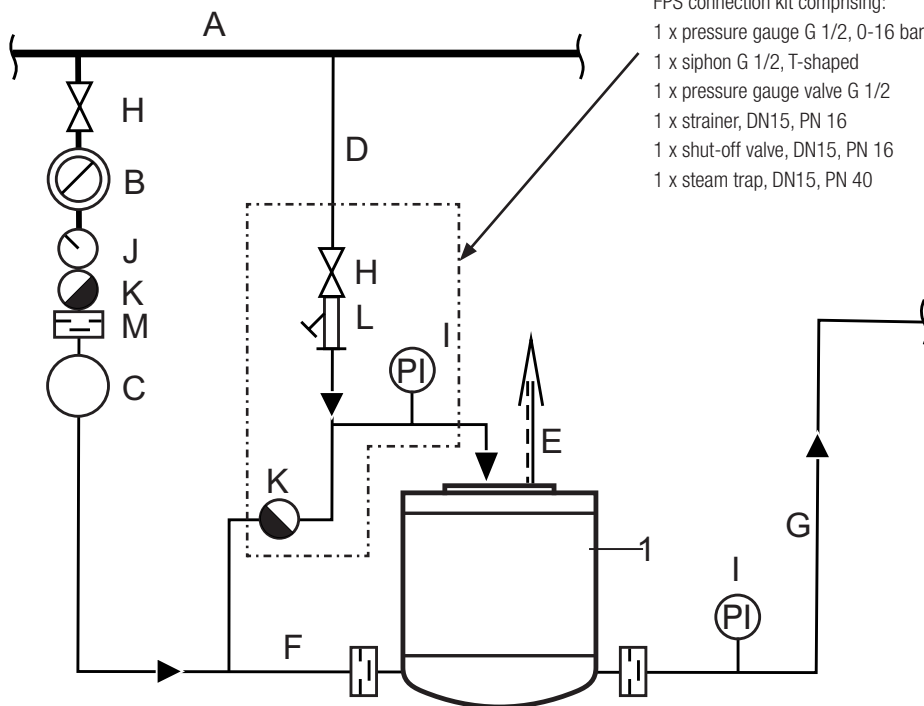 FPS connection kit comprising:
1 x pressure gauge G 1/2, 0-16 bar
1 x siphon G 1/2, T-shaped
1 x pressure gauge valve G 1/2
1 x strainer, DN15, PN 16
1 x shut-off valve, DN15, PN 16
1 x steam trap, DN15, PN 40
A
H
B
D
J
K
M
C
H
L
I
PI
E
K
1
G
I
PI
F